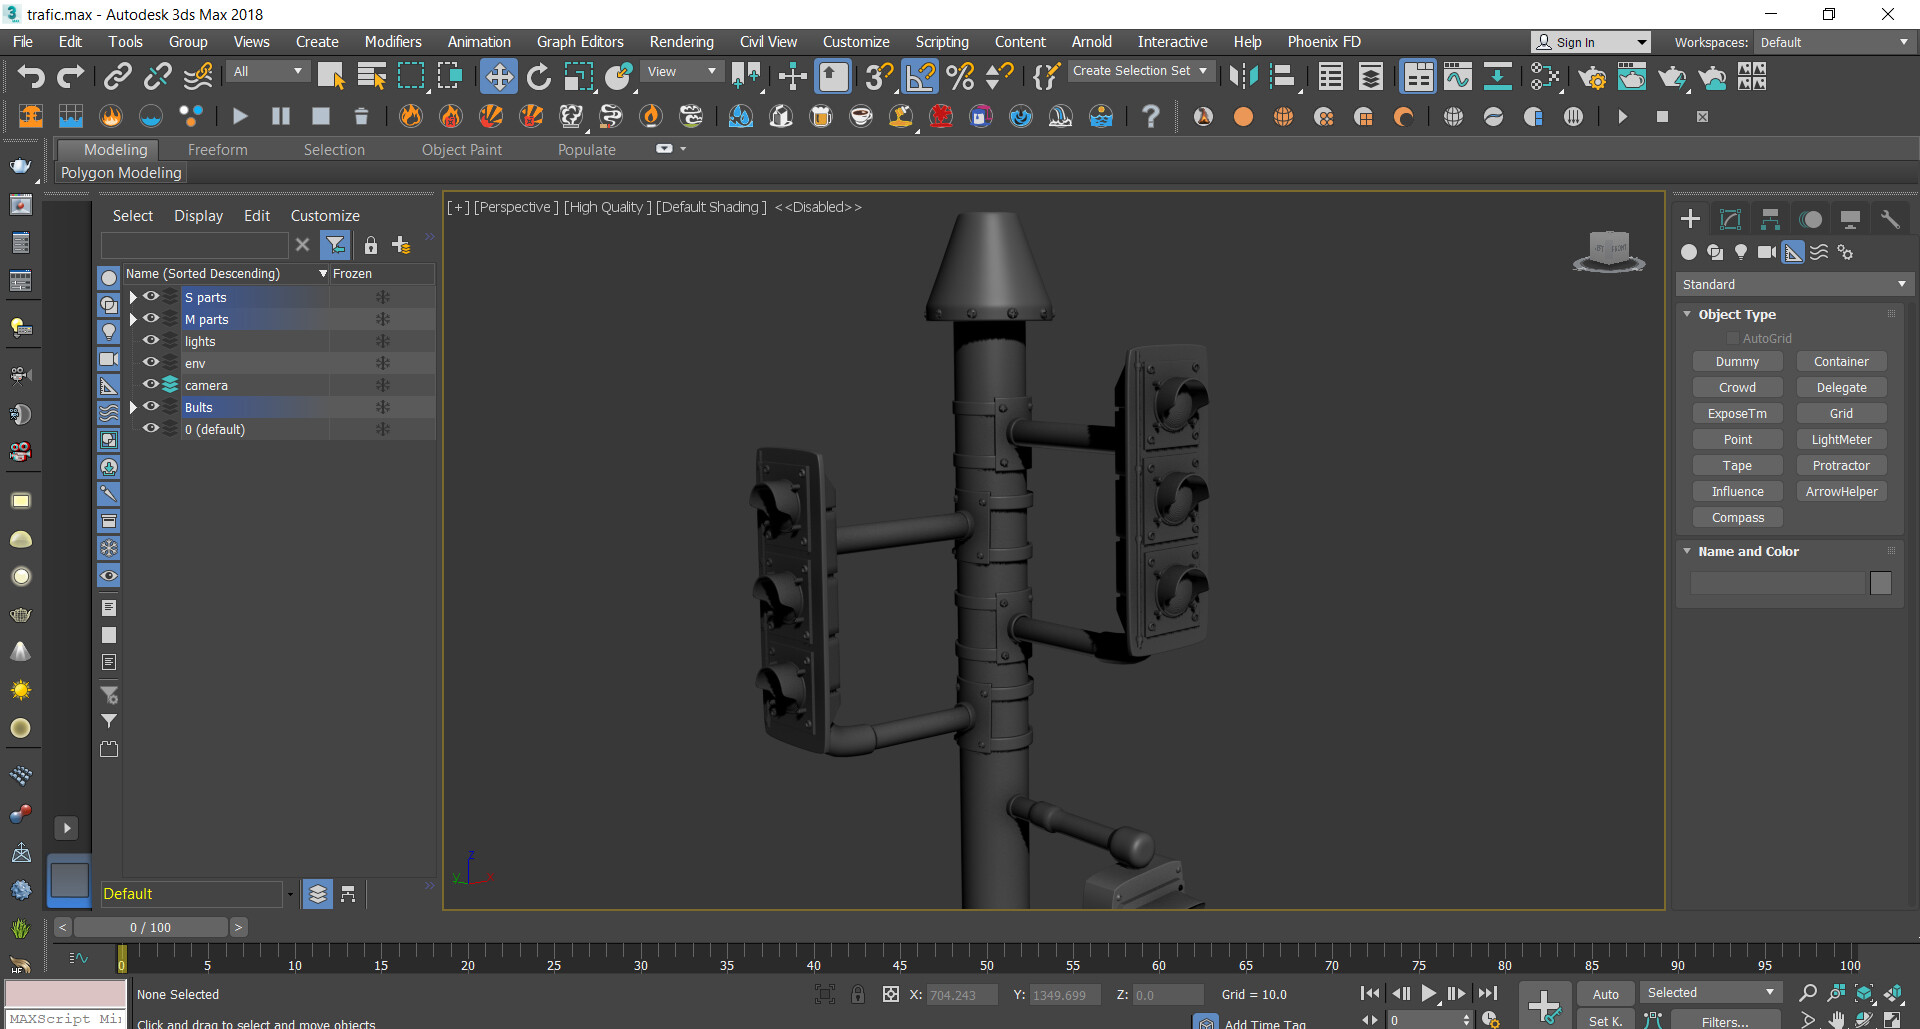 trafic.max - Autodesk 3ds Max 2018
File Edit Tools Group Views Create Modifiers Animation Graph Editors Rendering Civil View Customize Scripting Content Arnold Interactive Help Phoenix FD Sign In Workspaces: Default
All View Create Selection Set
Modeling Freeform Selection Object Paint Populate
Polygon Modeling
Select Display Edit Customize
[+] [Perspective ] [High Quality ] [Default Shading ] <<Disabled>>
Name (Sorted Descending) Frozen
S parts
M parts
lights
env
camera
Bults
0 (default)
Standard
Object Type
AutoGrid
Dummy Container
Crowd Delegate
ExposeTm Grid
Point LightMeter
Tape Protractor
Influence ArrowHelper
Compass
Name and Color
z
y x
Default
< 0 / 100 >
0 5 10 15 20 25 30 35 40 45 50 55 60 65 70 75 80 85 90 95 100
None Selected X: 704.243 Y: 1349.699 Z: 0.0 Grid = 10.0 Auto Selected
MAXScript Mi
Click and drag to select and move objects Add Time Tag 0 Set K. Filters...